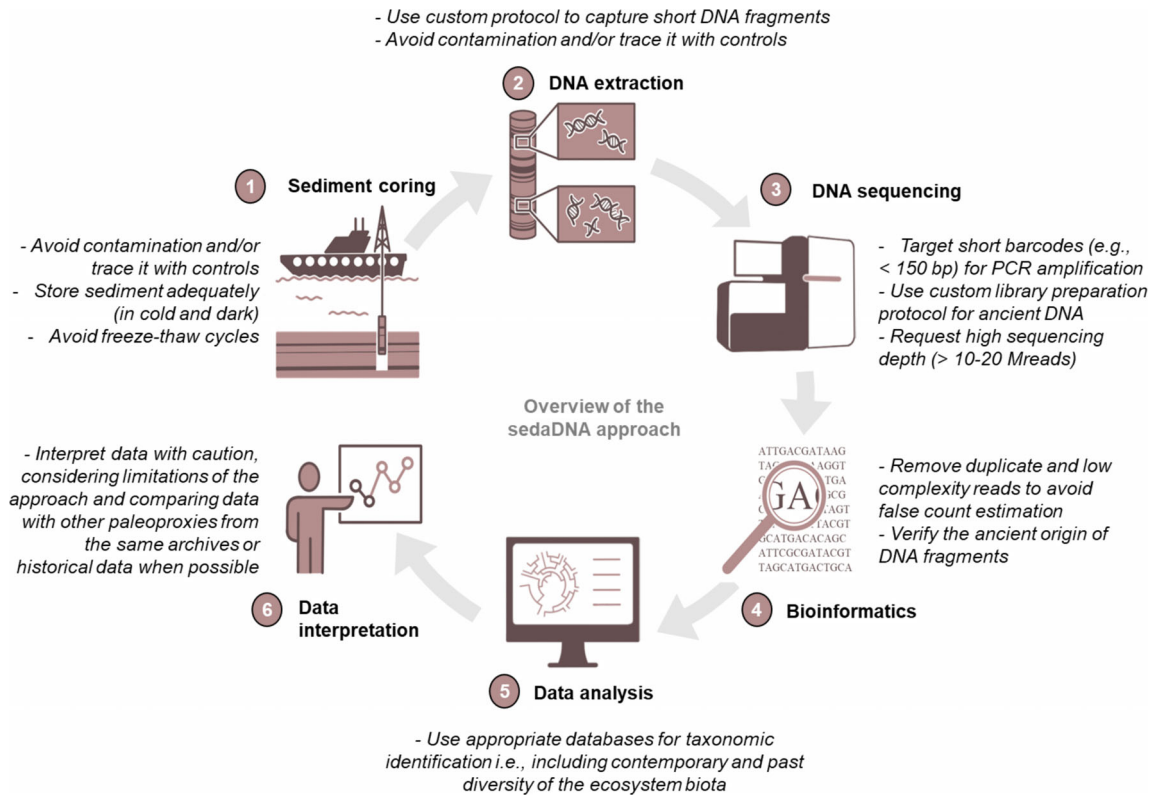 - Use custom protocol to capture short DNA fragments
- Avoid contamination and/or trace it with controls
2 DNA extraction
1 Sediment coring
- Avoid contamination and/or
trace it with controls
- Store sediment adequately
(in cold and dark)
- Avoid freeze-thaw cycles
3 DNA sequencing
- Target short barcodes (e.g.,
< 150 bp) for PCR amplification
- Use custom library preparation
protocol for ancient DNA
- Request high sequencing
depth (> 10-20 Mreads)
Overview of the
sedaDNA approach
ATTGACGATAAG
GAC
GCATGACACAGC
ATTCGCGATACGT
TAGCATGACTGCA
- Remove duplicate and low
complexity reads to avoid
false count estimation
- Verify the ancient origin of
DNA fragments
4 Bioinformatics
5 Data analysis
- Use appropriate databases for taxonomic
identification i.e., including contemporary and past
diversity of the ecosystem biota
- Interpret data with caution,
considering limitations of the
approach and comparing data
with other paleoproxies from
the same archives or
historical data when possible
6 Data
interpretation